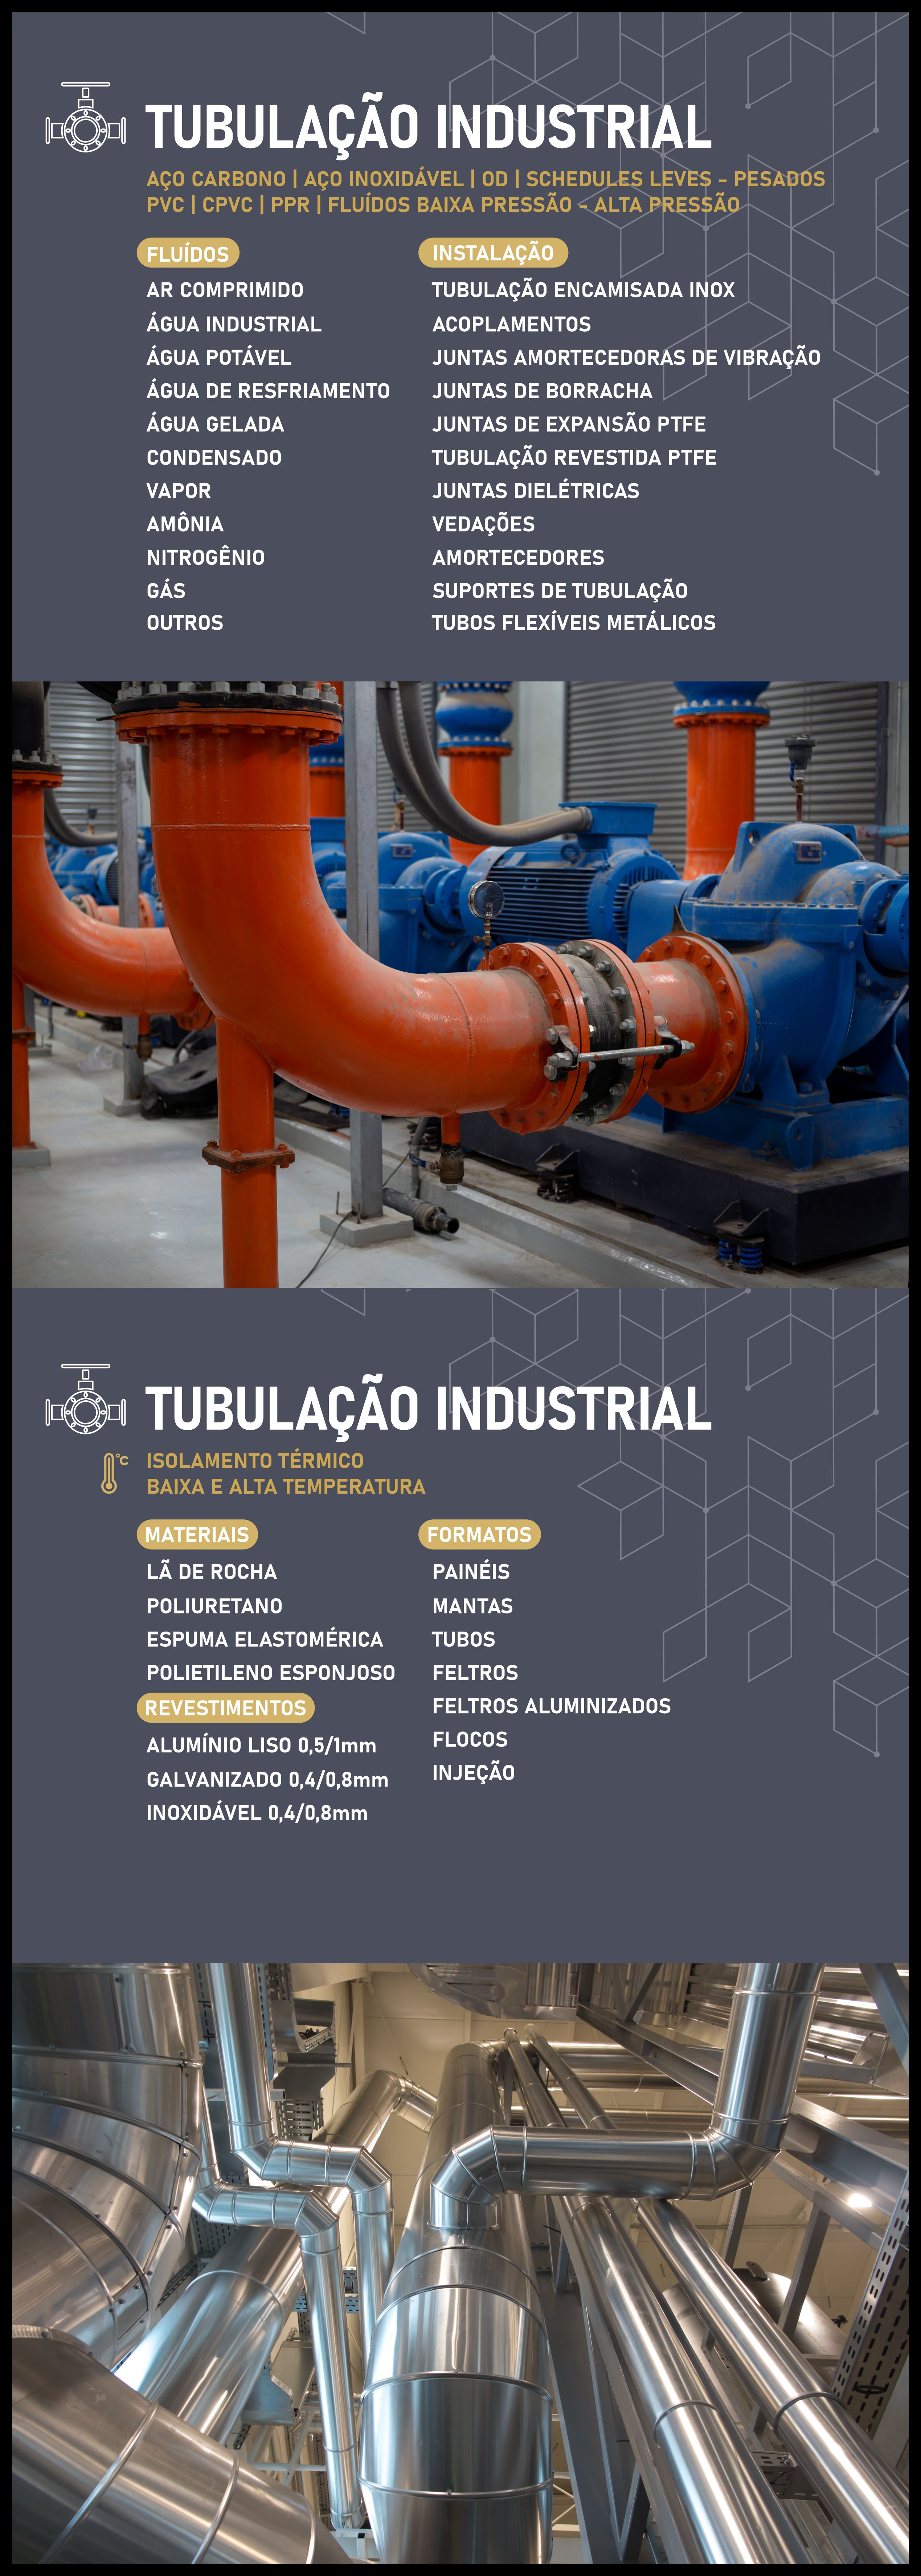 TUBULAÇÃO INDUSTRIAL
AÇO CARBONO | AÇO INOXIDÁVEL | OD | SCHEDULES LEVES - PESADOS
PVC | CPVC | PPR | FLUÍDOS BAIXA PRESSÃO - ALTA PRESSÃO
FLUÍDOS
AR COMPRIMIDO
ÁGUA INDUSTRIAL
ÁGUA POTÁVEL
ÁGUA DE RESFRIAMENTO
ÁGUA GELADA
CONDENSADO
VAPOR
AMÔNIA
NITROGÊNIO
GÁS
OUTROS
INSTALAÇÃO
TUBULAÇÃO ENCAMISADA INOX
ACOPLAMENTOS
JUNTAS AMORTECEDORAS DE VIBRAÇÃO
JUNTAS DE BORRACHA
JUNTAS DE EXPANSÃO PTFE
TUBULAÇÃO REVESTIDA PTFE
JUNTAS DIELÉTRICAS
VEDAÇÕES
AMORTECEDORES
SUPORTES DE TUBULAÇÃO
TUBOS FLEXÍVEIS METÁLICOS
TUBULAÇÃO INDUSTRIAL
°C
ISOLAMENTO TÉRMICO
BAIXA E ALTA TEMPERATURA
MATERIAIS
LÃ DE ROCHA
POLIURETANO
ESPUMA ELASTOMÉRICA
POLIETILENO ESPONJOSO
REVESTIMENTOS
ALUMÍNIO LISO 0,5/1mm
GALVANIZADO 0,4/0,8mm
INOXIDÁVEL 0,4/0,8mm
FORMATOS
PAINÉIS
MANTAS
TUBOS
FELTROS
FELTROS ALUMINIZADOS
FLOCOS
INJEÇÃO